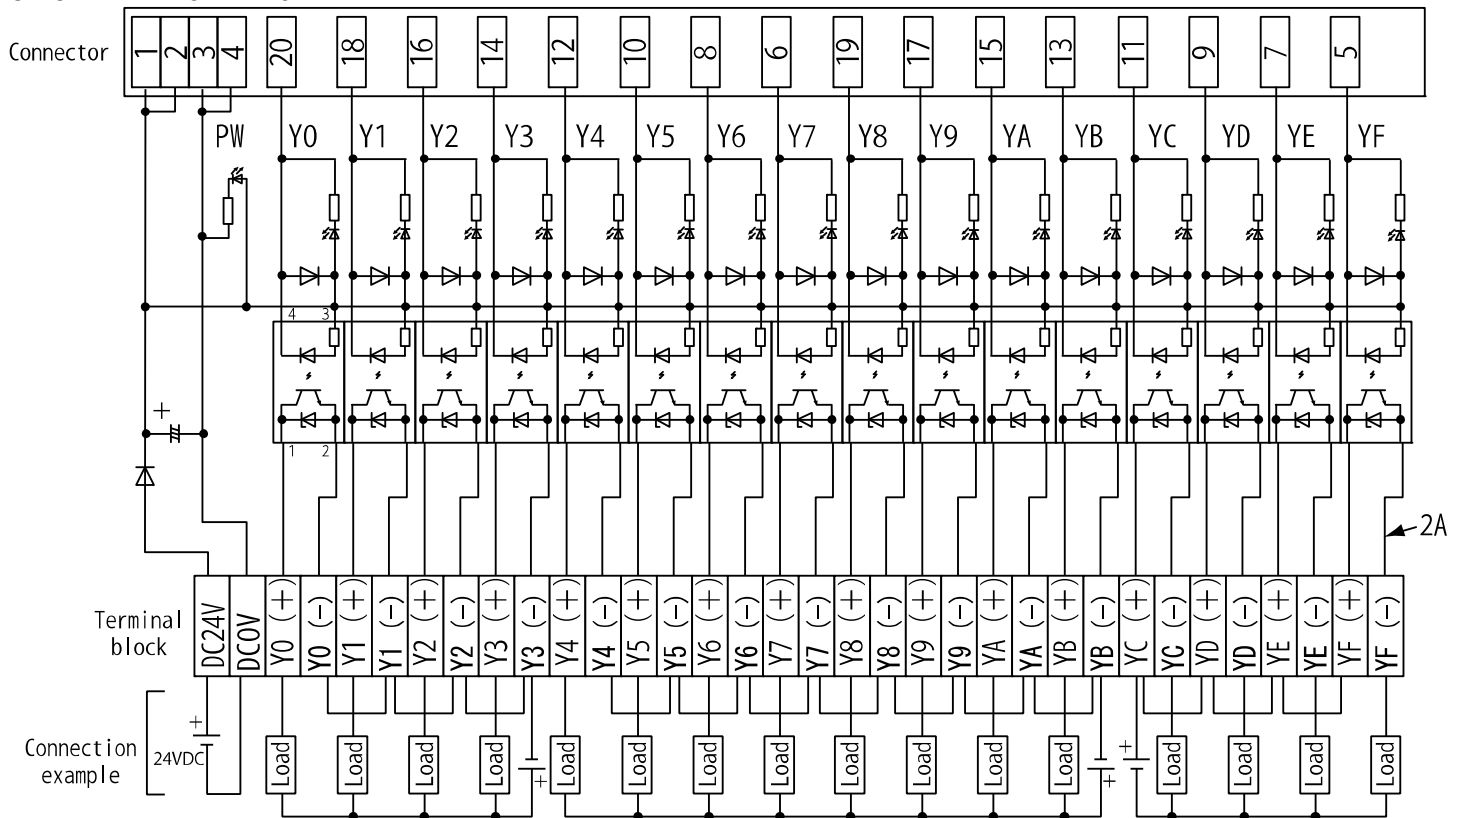 Connector
1 2 3 4 20 18 16 14 12 10 8 6 19 17 15 13 11 9 7 5
PW Y0 Y1 Y2 Y3 Y4 Y5 Y6 Y7 Y8 Y9 YA YB YC YD YE YF
4 3
+
1 2
2A
Terminal
block
DC24V DC0V Y0 (+) Y0 (-) Y1 (+) Y1 (-) Y2 (+) Y2 (-) Y3 (+) Y3 (-) Y4 (+) Y4 (-) Y5 (+) Y5 (-) Y6 (+) Y6 (-) Y7 (+) Y7 (-) Y8 (+) Y8 (-) Y9 (+) Y9 (-) YA (+) YA (-) YB (+) YB (-) YC (+) YC (-) YD (+) YD (-) YE (+) YE (-) YF (+) YF (-)
Connection
example
+ 24VDC Load Load Load Load + Load Load Load Load Load Load Load Load + + Load Load Load Load